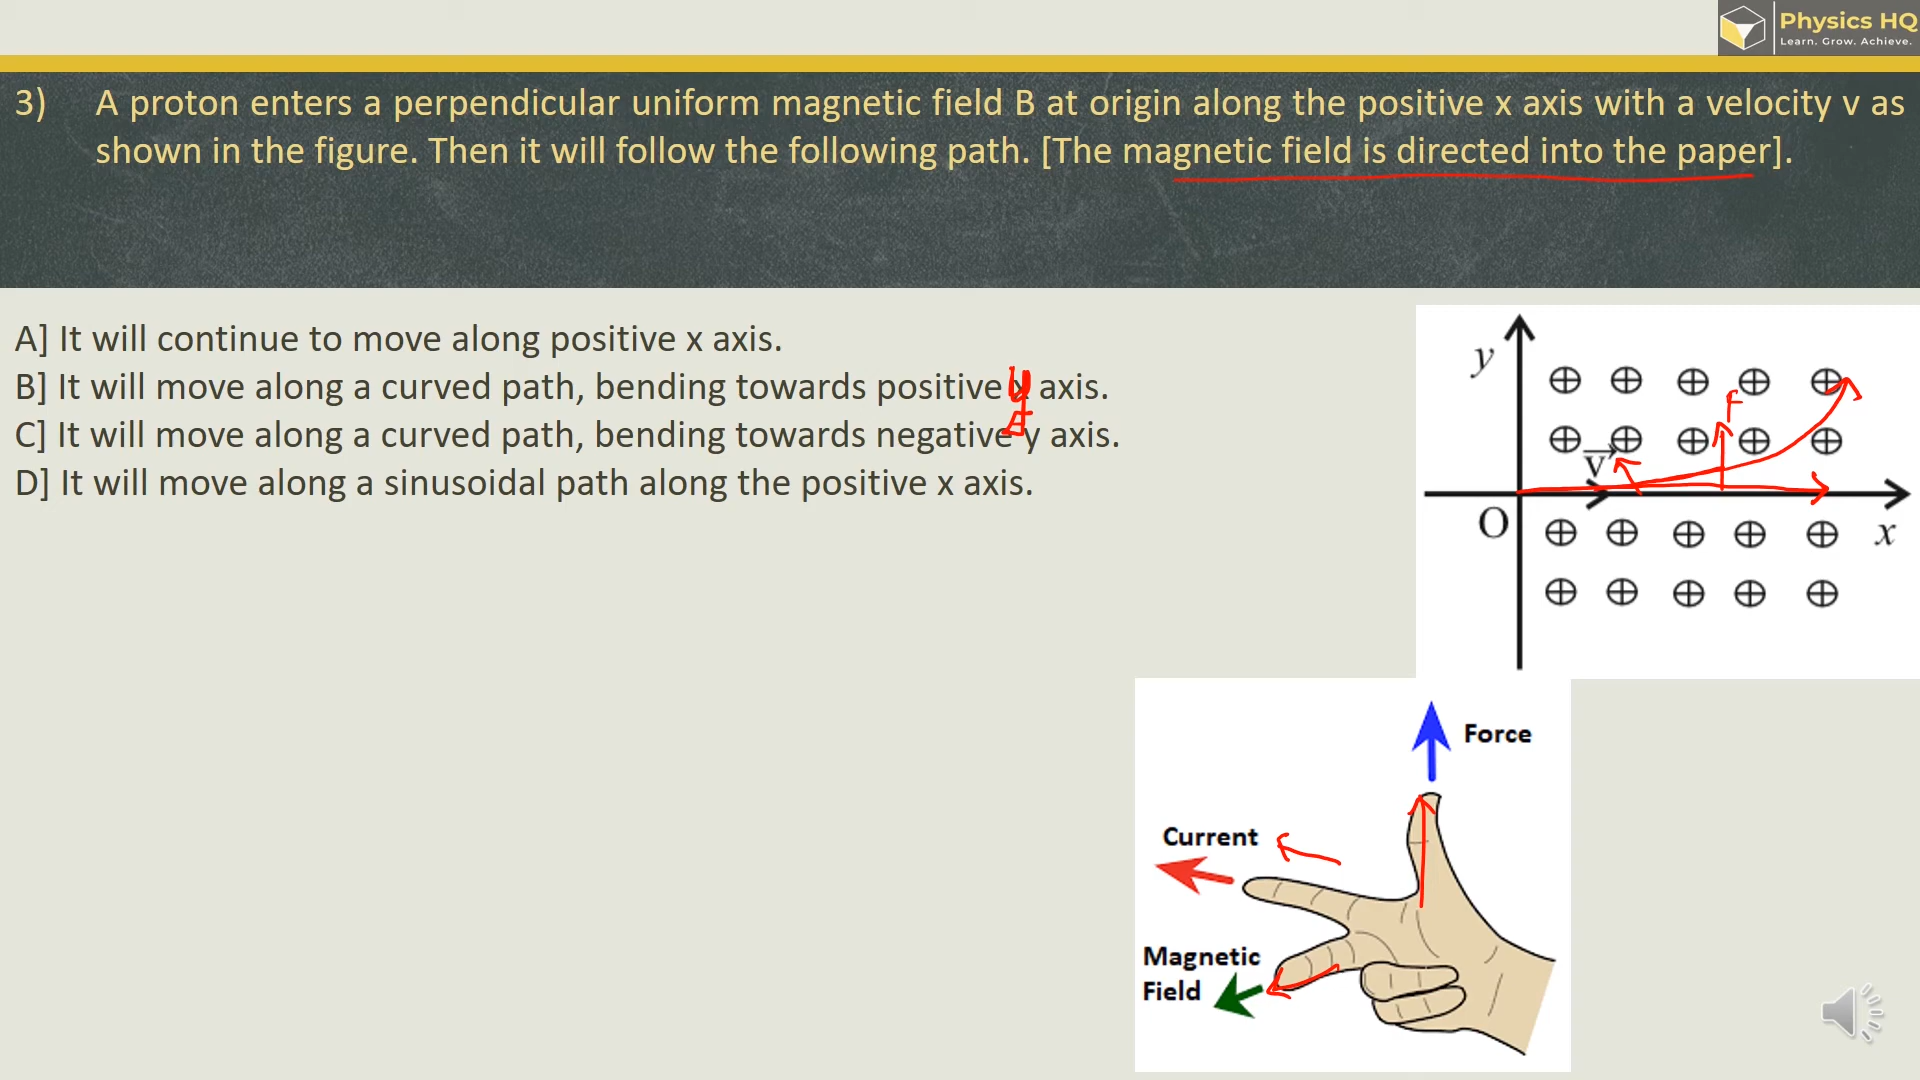 Physics HQ
Learn. Grow. Achieve.
3) A proton enters a perpendicular uniform magnetic field B at origin along the positive x axis with a velocity v as
shown in the figure. Then it will follow the following path. [The magnetic field is directed into the paper].
A] It will continue to move along positive x axis.
B] It will move along a curved path, bending towards positive y axis.
C] It will move along a curved path, bending towards negative y axis.
D] It will move along a sinusoidal path along the positive x axis.
y
F
v
O
x
Force
Current
Magnetic
Field